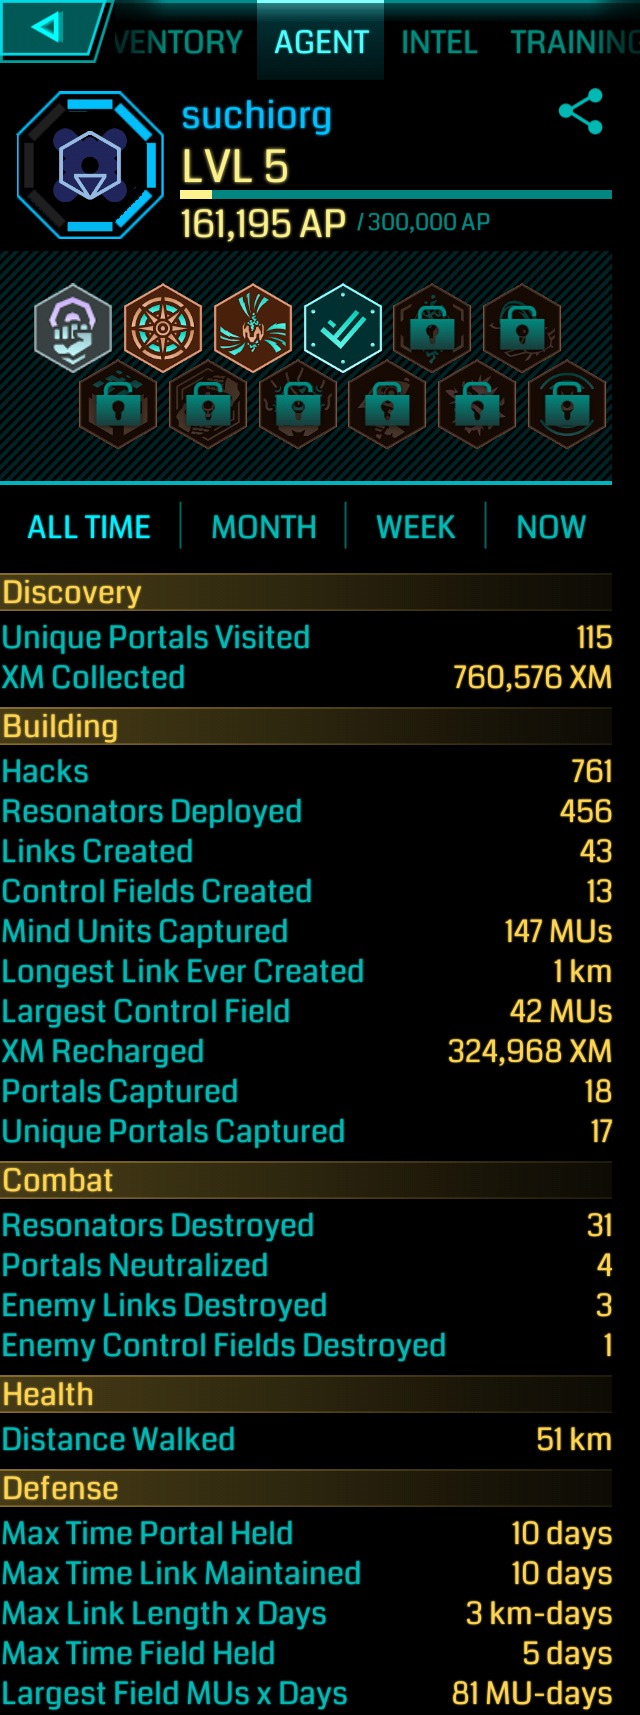 VENTORY AGENT INTEL TRAINING
suchiorg
LVL 5
161,195 AP / 300,000 AP
ALL TIME MONTH WEEK NOW
Discovery
Unique Portals Visited 115
XM Collected 760,576 XM
Building
Hacks 761
Resonators Deployed 456
Links Created 43
Control Fields Created 13
Mind Units Captured 147 MUs
Longest Link Ever Created 1 km
Largest Control Field 42 MUs
XM Recharged 324,968 XM
Portals Captured 18
Unique Portals Captured 17
Combat
Resonators Destroyed 31
Portals Neutralized 4
Enemy Links Destroyed 3
Enemy Control Fields Destroyed 1
Health
Distance Walked 51 km
Defense
Max Time Portal Held 10 days
Max Time Link Maintained 10 days
Max Link Length x Days 3 km-days
Max Time Field Held 5 days
Largest Field MUs x Days 81 MU-days